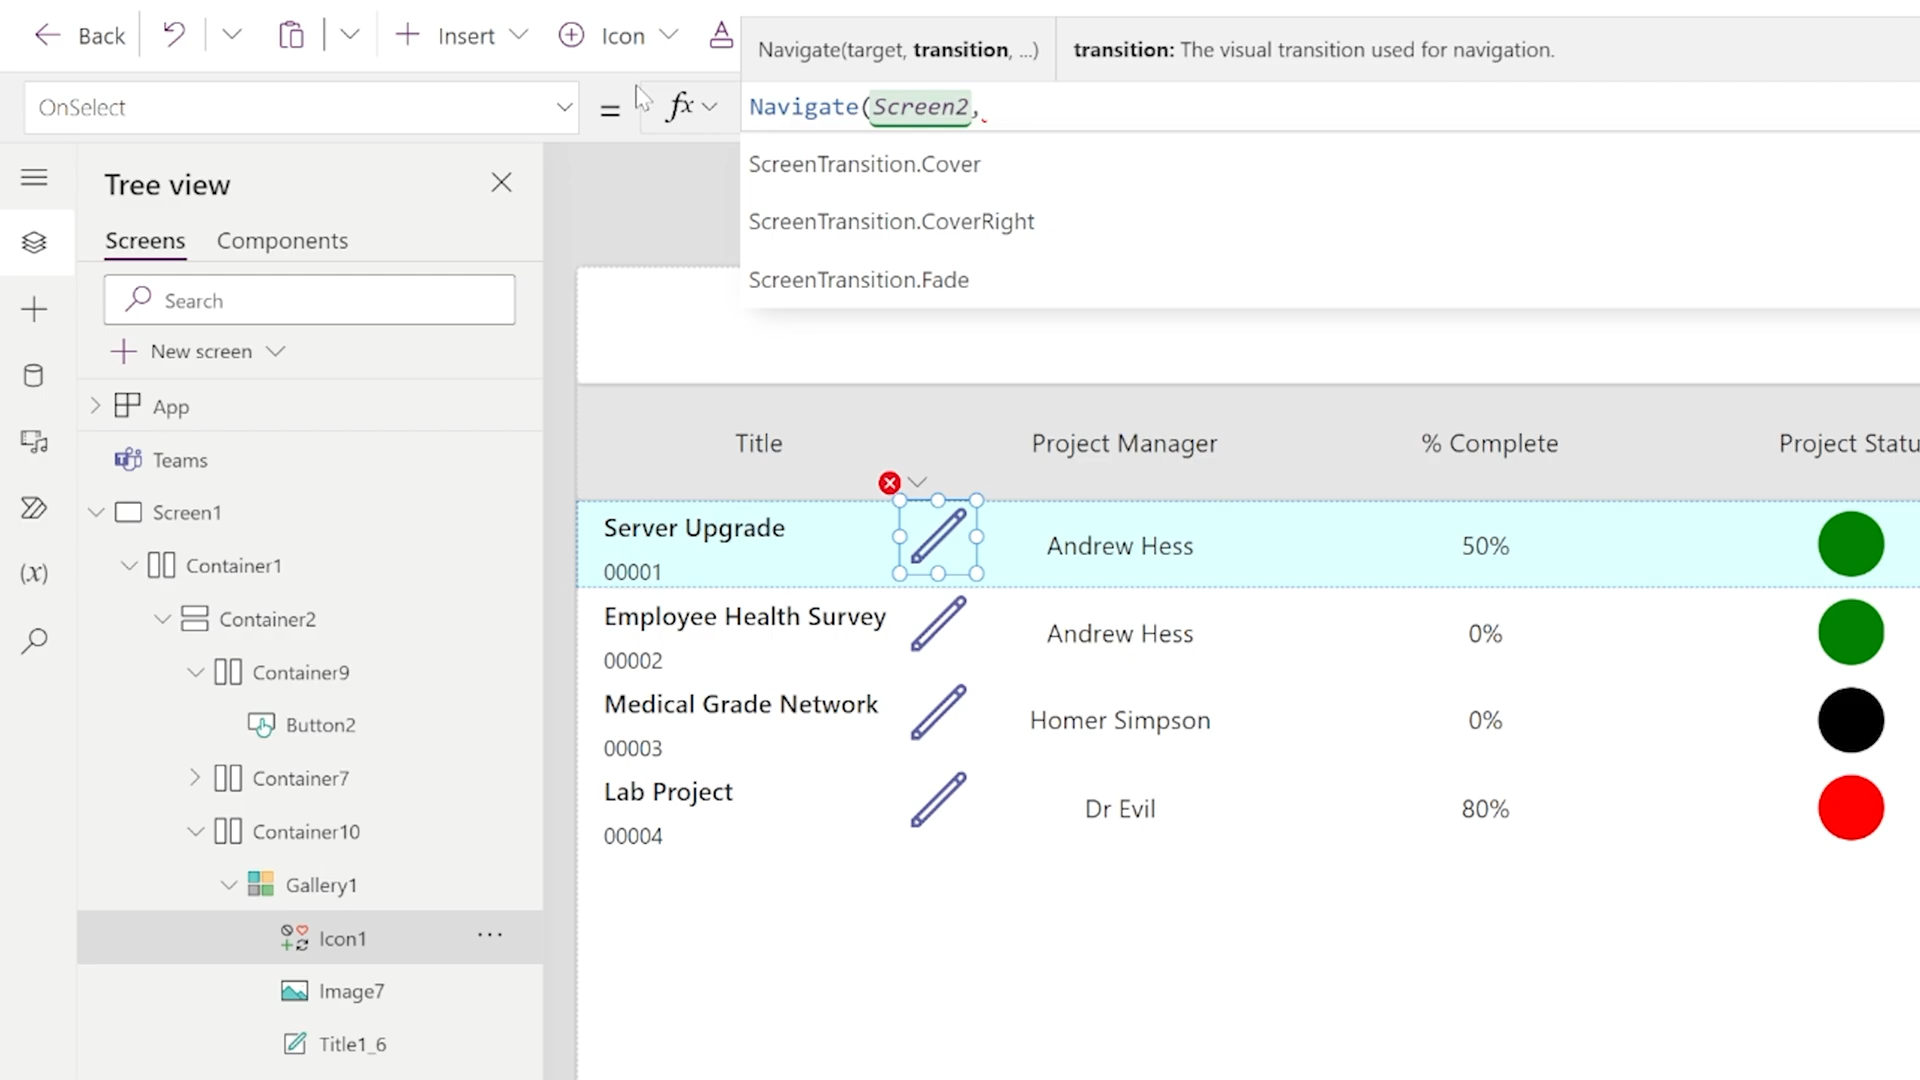 Back
Insert
Icon
Navigate(target, transition, ...)
transition: The visual transition used for navigation.
OnSelect
=
fx
Navigate(Screen2,
ScreenTransition.Cover
ScreenTransition.CoverRight
ScreenTransition.Fade
Tree view
Screens
Components
Search
New screen
App
Teams
Screen1
Container1
Container2
Container9
Button2
Container7
Container10
Gallery1
Icon1
...
Image7
Title1_6
(x)
Title
Project Manager
% Complete
Project Statu
Server Upgrade
00001
Andrew Hess
50%
Employee Health Survey
00002
Andrew Hess
0%
Medical Grade Network
00003
Homer Simpson
0%
Lab Project
00004
Dr Evil
80%